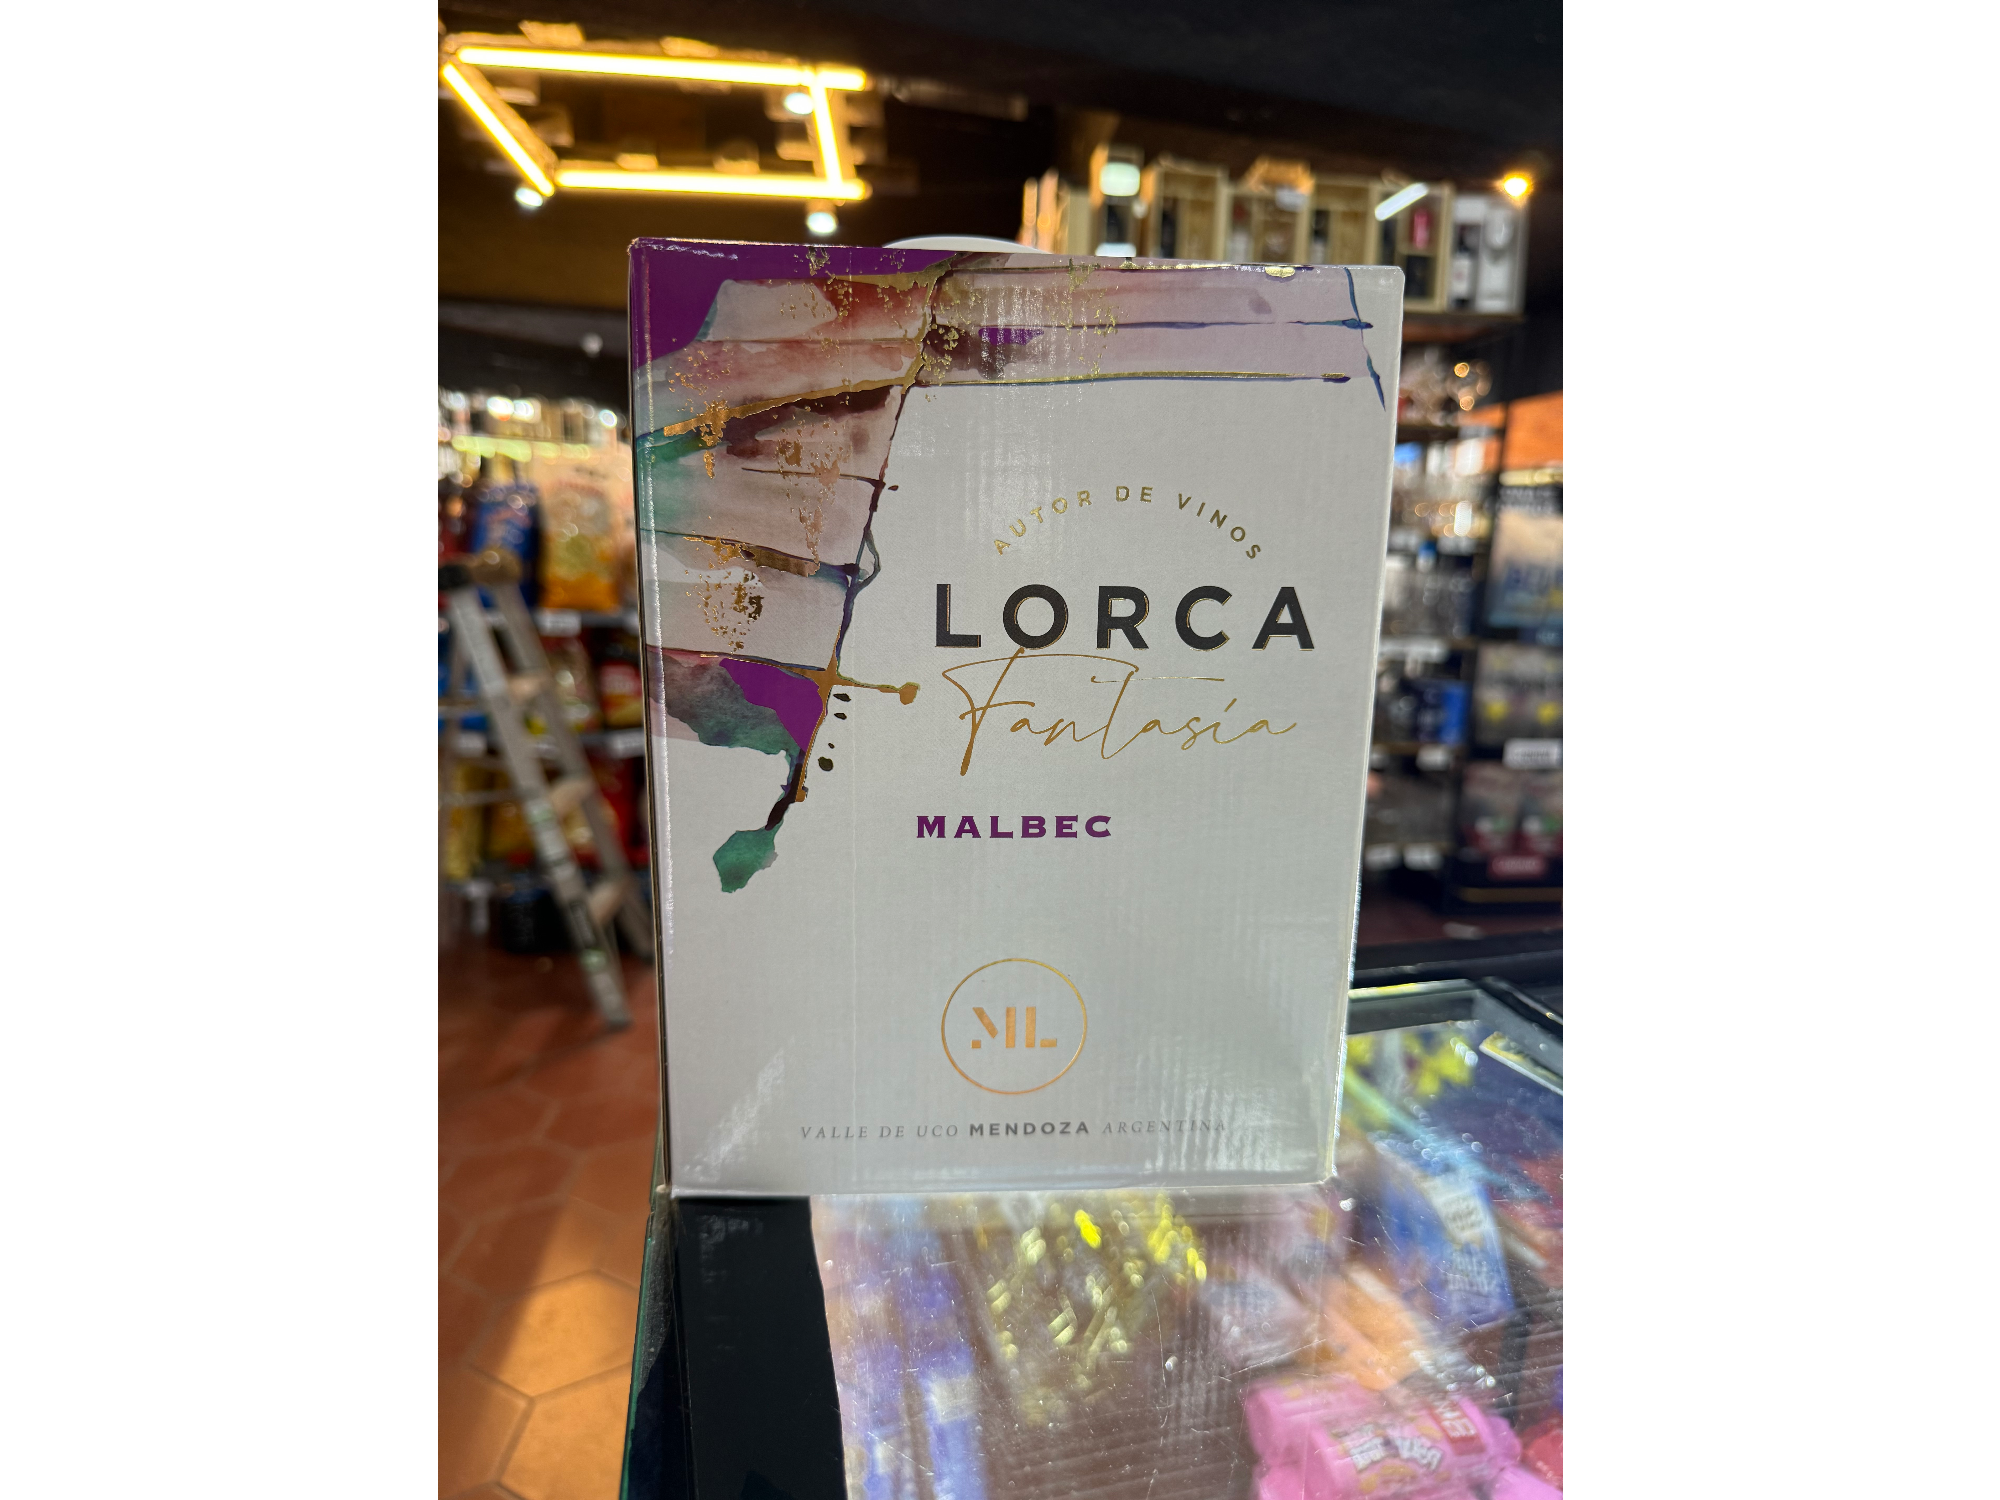 AUTOR DE VINOS
LORCA
Fantasía
MALBEC
ML
VALLE DE UCO MENDOZA ARGENTINA